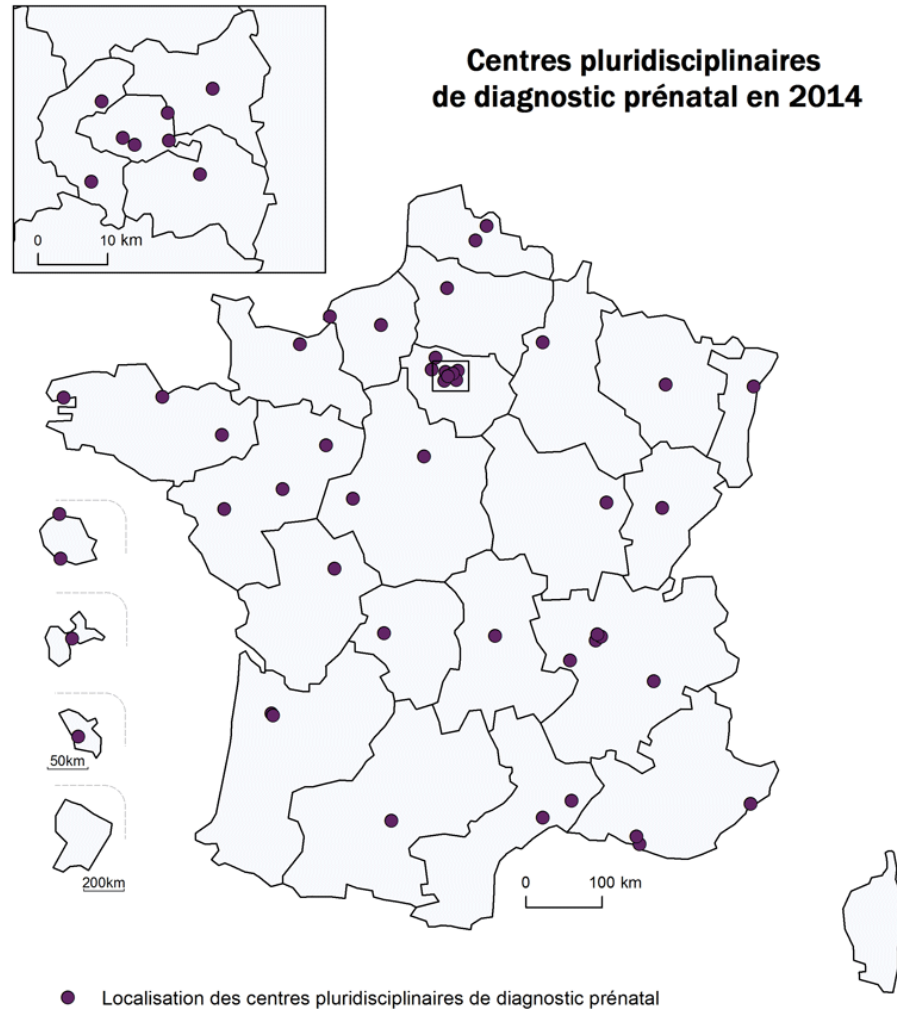 Centres pluridisciplinaires
de diagnostic prénatal en 2014
0 10 km
50km
200km
0 100 km
Localisation des centres pluridisciplinaires de diagnostic prénatal